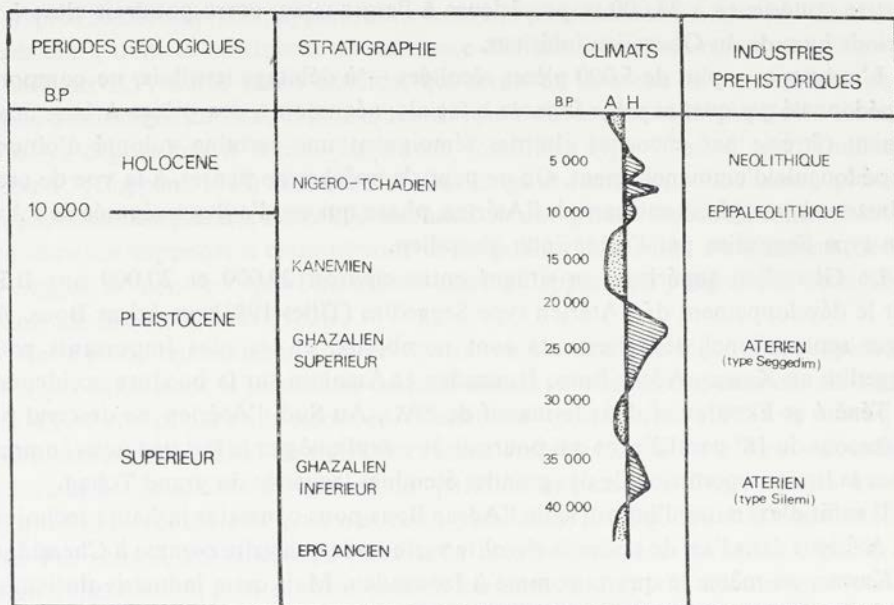 PERIODES GEOLOGIQUES STRATIGRAPHIE CLIMATS INDUSTRIES
PREHISTORIQUES
B.P. B.P. A H
HOLOCENE 5 000 NEOLITHIQUE
NIGERO-TCHADIEN
10 000 10 000 EPIPALEOLITHIQUE
KANEMIEN 15 000
20 000
PLEISTOCENE GHAZALIEN
SUPERIEUR 25 000 ATERIEN
(type Seggedim)
30 000
SUPERIEUR GHAZALIEN 35 000
INFERIEUR ATERIEN
(type Silemi)
40 000
ERG ANCIEN